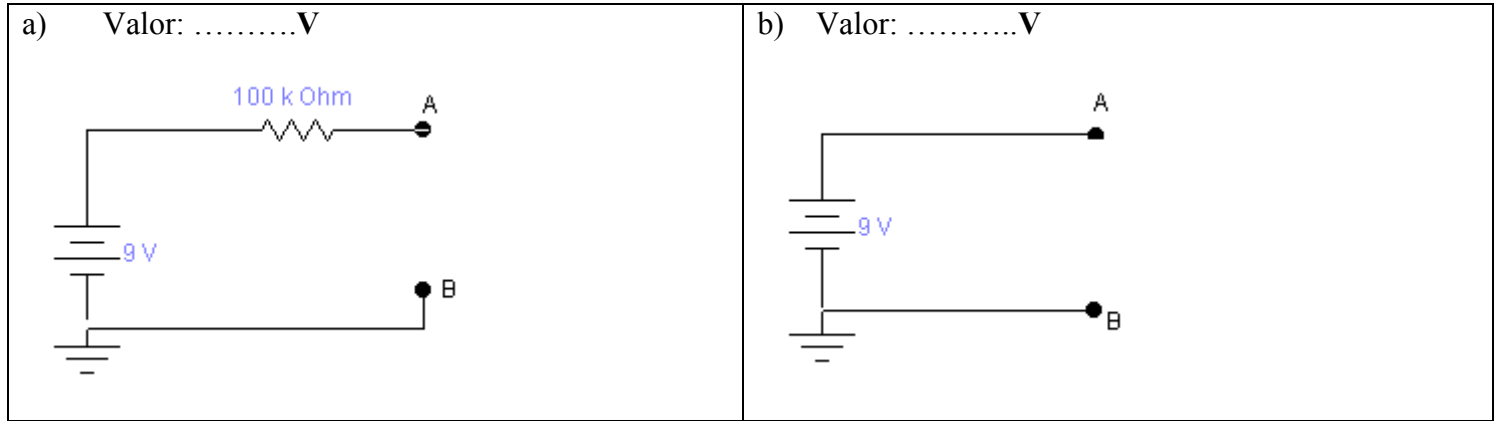 a) Valor: ……….V
100 k Ohm
A
9 V
B
b) Valor: ………..V
A
9 V
B